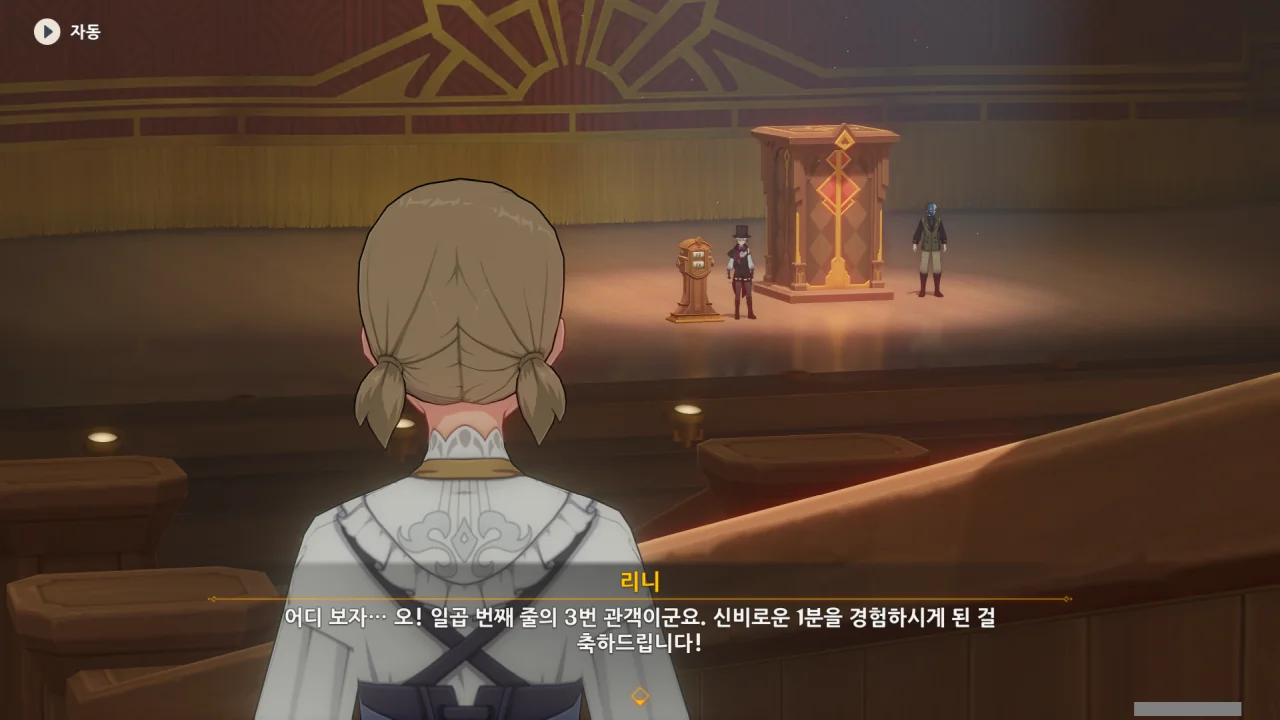 자동
리니
어디 보자… 오! 일곱 번째 줄의 3번 관객이군요. 신비로운 1분을 경험하시게 된 걸
축하드립니다!